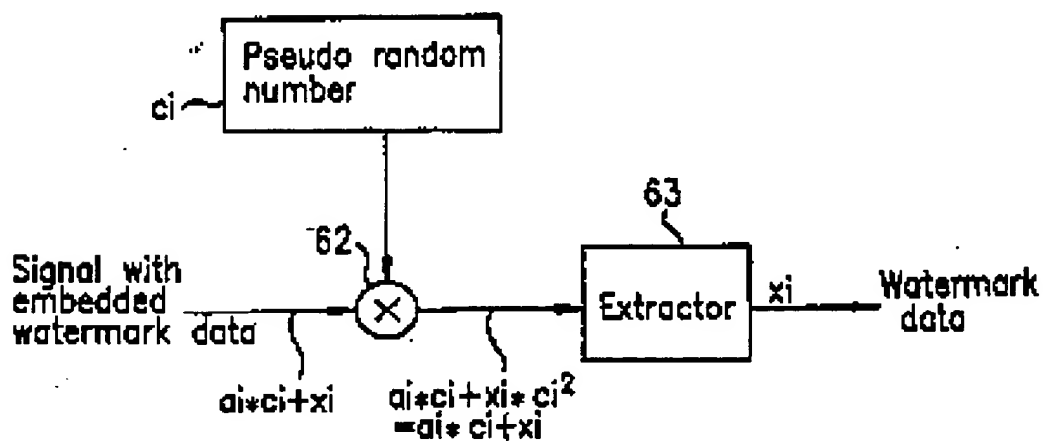 Pseudo random
number
ci
62
63
Signal with
embedded
watermark data
Extractor
xi
Watermark
data
ai*ci+xi
ai*ci+xi*ci²
=ai*ci+xi